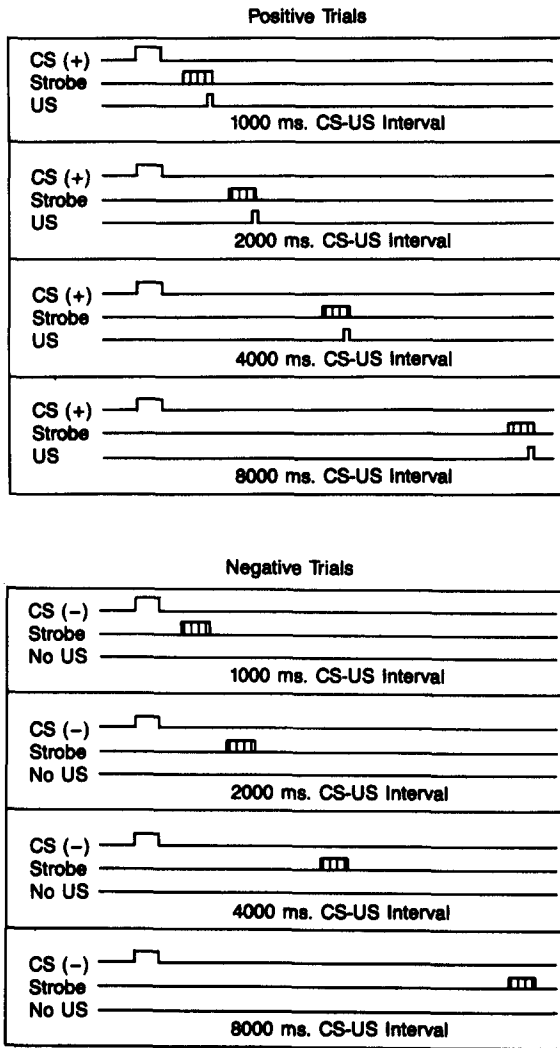 Positive Trials
CS (+)
Strobe
US
1000 ms. CS-US Interval
CS (+)
Strobe
US
2000 ms. CS-US Interval
CS (+)
Strobe
US
4000 ms. CS-US Interval
CS (+)
Strobe
US
8000 ms. CS-US Interval
Negative Trials
CS (−)
Strobe
No US
1000 ms. CS-US Interval
CS (−)
Strobe
No US
2000 ms. CS-US Interval
CS (−)
Strobe
No US
4000 ms. CS-US Interval
CS (−)
Strobe
No US
8000 ms. CS-US Interval